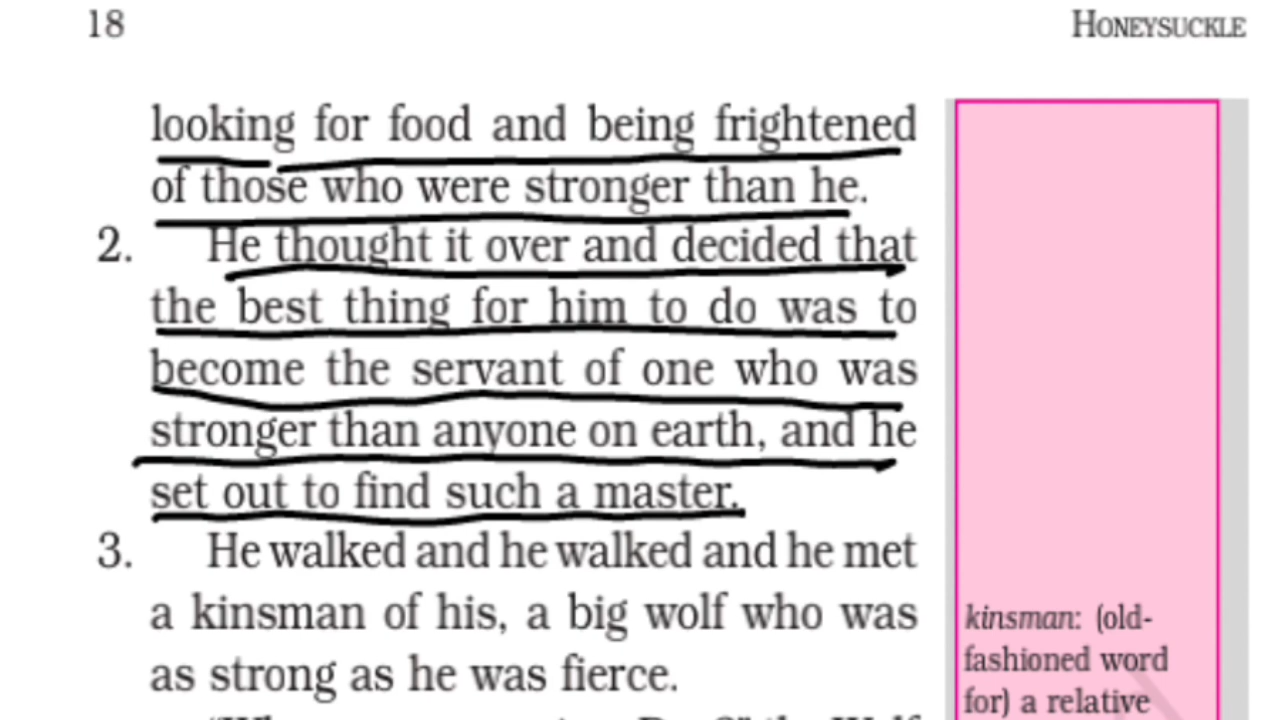 18
HONEYSUCKLE
looking for food and being frightened
of those who were stronger than he.
2. He thought it over and decided that
the best thing for him to do was to
become the servant of one who was
stronger than anyone on earth, and he
set out to find such a master.
3. He walked and he walked and he met
a kinsman of his, a big wolf who was
as strong as he was fierce.
kinsman: (old-
fashioned word
for) a relative